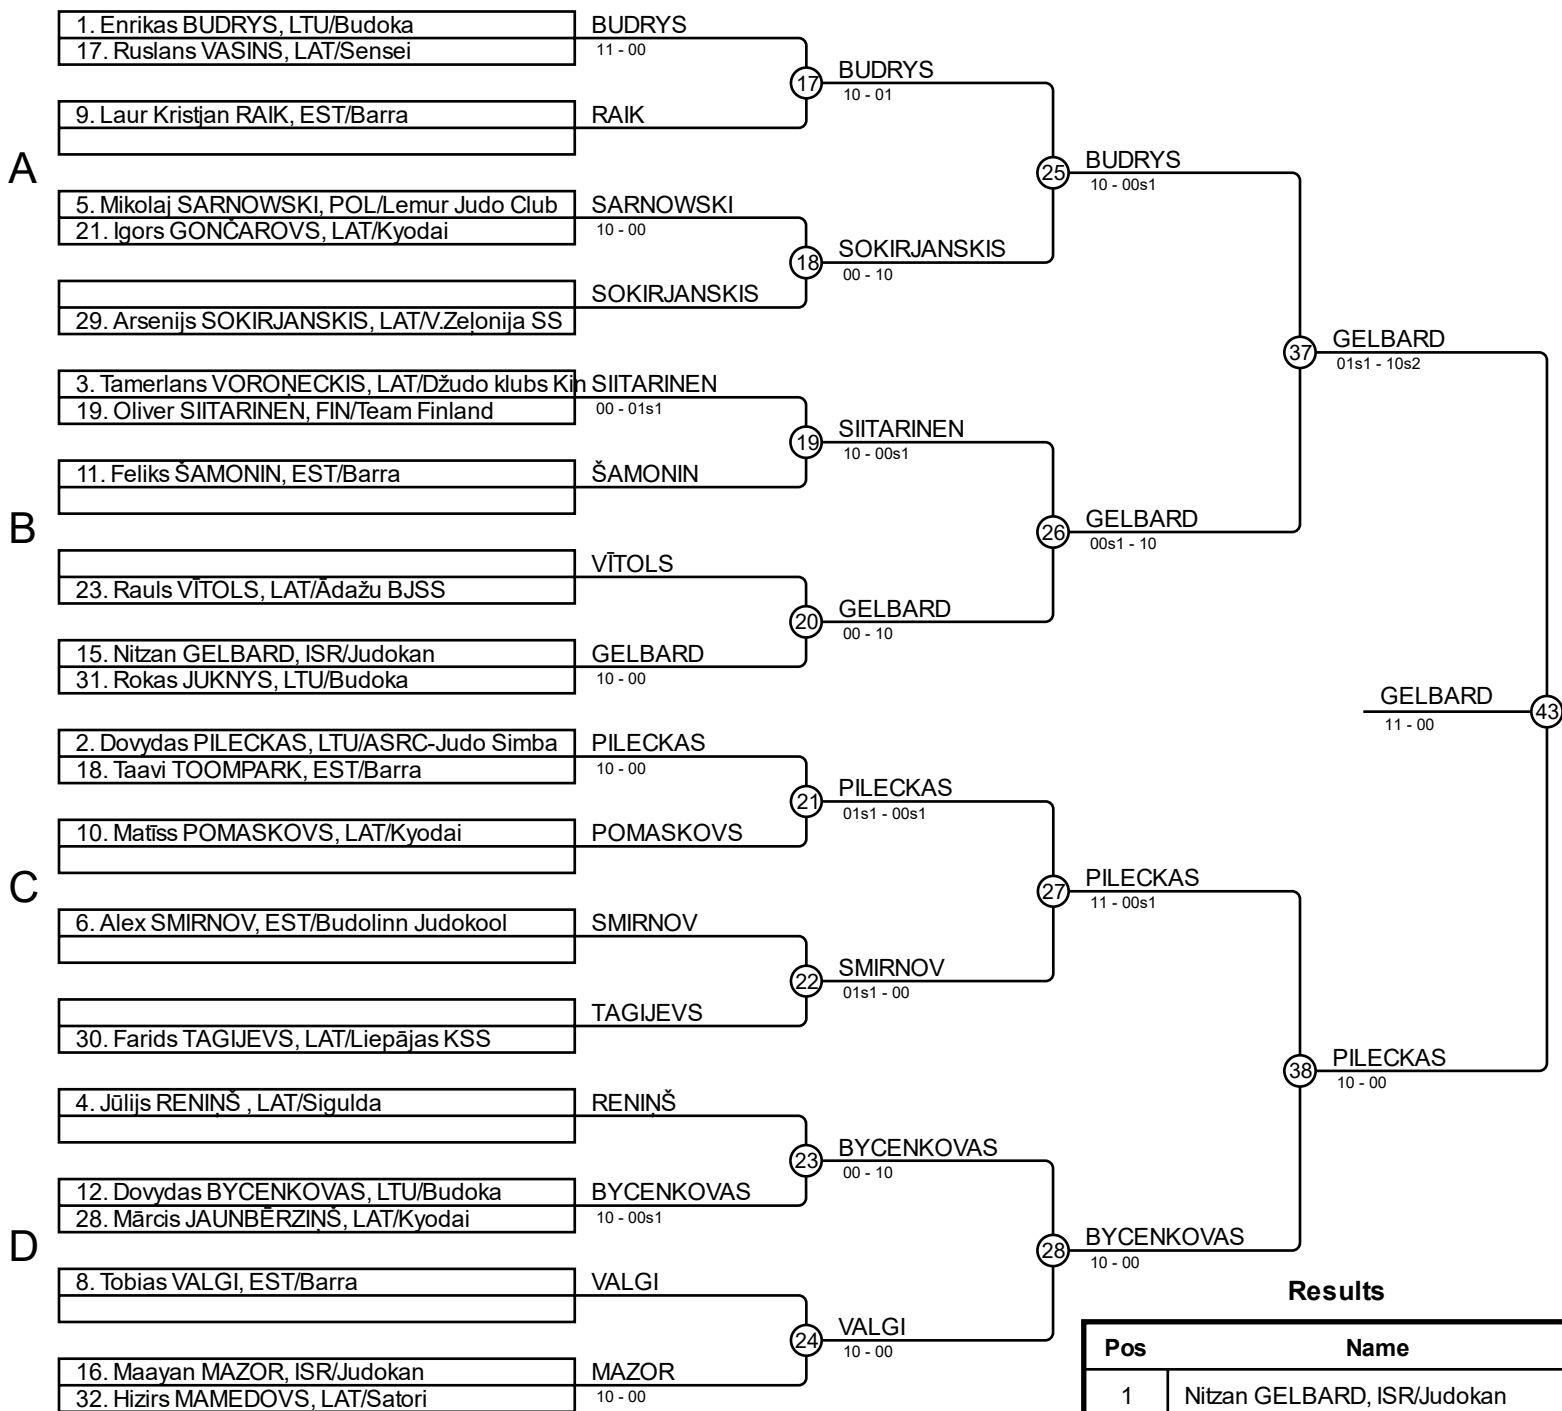 1. Enrikas BUDRYS, LTU/Budoka
17. Ruslans VASINS, LAT/Sensei
BUDRYS
11 - 00
17
BUDRYS
10 - 01
9. Laur Kristjan RAIK, EST/Barra
RAIK
A
25
BUDRYS
10 - 00s1
5. Mikolaj SARNOWSKI, POL/Lemur Judo Club
21. Igors GONČAROVS, LAT/Kyodai
SARNOWSKI
10 - 00
18
SOKIRJANSKIS
00 - 10
SOKIRJANSKIS
29. Arsenijs SOKIRJANSKIS, LAT/V.Zeļonija SS
37
GELBARD
01s1 - 10s2
3. Tamerlans VOROŅECKIS, LAT/Džudo klubs Kin
19. Oliver SIITARINEN, FIN/Team Finland
SIITARINEN
00 - 01s1
19
SIITARINEN
10 - 00s1
11. Feliks ŠAMONIN, EST/Barra
ŠAMONIN
B
26
GELBARD
00s1 - 10
VĪTOLS
23. Rauls VĪTOLS, LAT/Ādažu BJSS
20
GELBARD
00 - 10
15. Nitzan GELBARD, ISR/Judokan
31. Rokas JUKNYS, LTU/Budoka
GELBARD
10 - 00
GELBARD
11 - 00
43
2. Dovydas PILECKAS, LTU/ASRC-Judo Simba
18. Taavi TOOMPARK, EST/Barra
PILECKAS
10 - 00
21
PILECKAS
01s1 - 00s1
10. Matīss POMASKOVS, LAT/Kyodai
POMASKOVS
C
27
PILECKAS
11 - 00s1
6. Alex SMIRNOV, EST/Budolinn Judokool
SMIRNOV
22
SMIRNOV
01s1 - 00
TAGIJEVS
30. Farids TAGIJEVS, LAT/Liepājas KSS
38
PILECKAS
10 - 00
4. Jūlijs RENIŅŠ , LAT/Sigulda
RENIŅŠ
23
BYCENKOVAS
00 - 10
12. Dovydas BYCENKOVAS, LTU/Budoka
28. Mārcis JAUNBĒRZIŅŠ, LAT/Kyodai
BYCENKOVAS
10 - 00s1
D
28
BYCENKOVAS
10 - 00
8. Tobias VALGI, EST/Barra
VALGI
24
VALGI
10 - 00
16. Maayan MAZOR, ISR/Judokan
32. Hizirs MAMEDOVS, LAT/Satori
MAZOR
10 - 00
Results
Pos Name
1 Nitzan GELBARD, ISR/Judokan